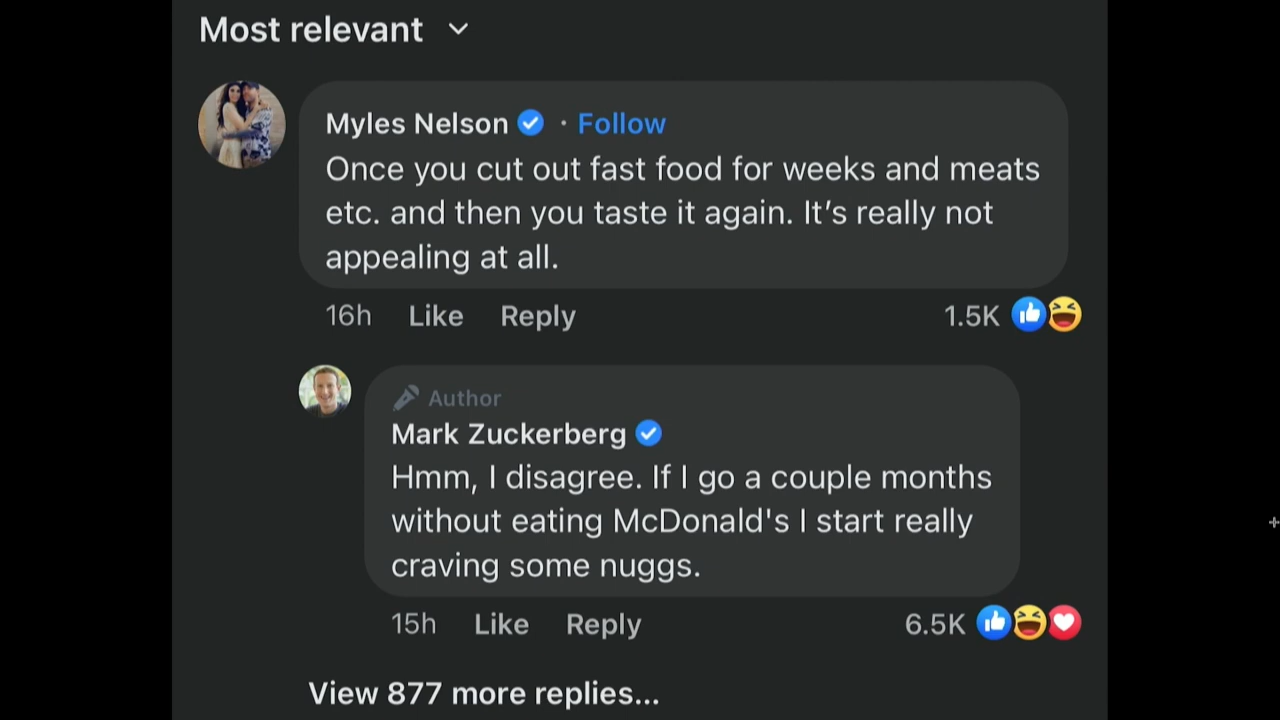 Most relevant
Myles Nelson · Follow
Once you cut out fast food for weeks and meats
etc. and then you taste it again. It’s really not
appealing at all.
16h Like Reply 1.5K
Author
Mark Zuckerberg
Hmm, I disagree. If I go a couple months
without eating McDonald's I start really
craving some nuggs.
15h Like Reply 6.5K
View 877 more replies...